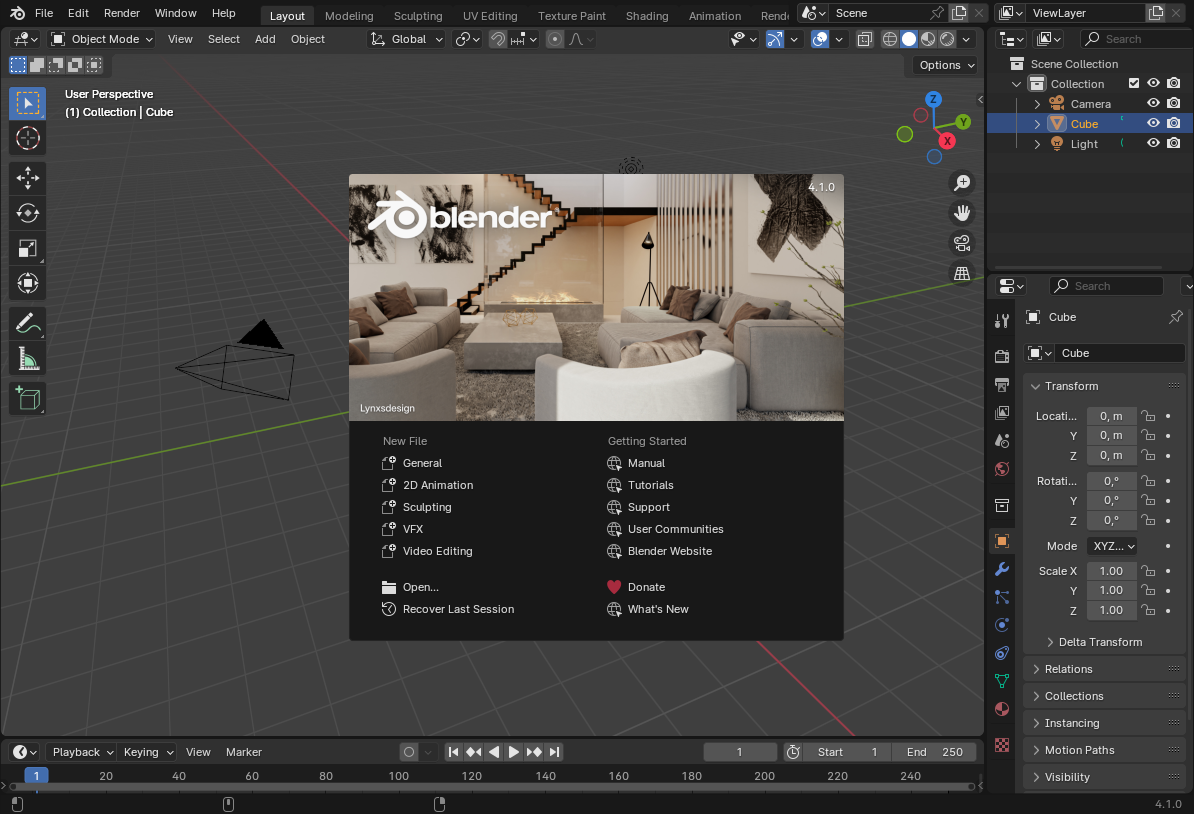 File Edit Render Window Help Layout Modeling Sculpting UV Editing Texture Paint Shading Animation Scene ViewLayer
Object Mode View Select Add Object Global Search
Options
User Perspective
(1) Collection | Cube
Z
Y
X
Scene Collection
Collection
Camera
Cube
Light
4.1.0
blender
Lynxsdesign
New File
General
2D Animation
Sculpting
VFX
Video Editing
Open...
Recover Last Session
Getting Started
Manual
Tutorials
Support
User Communities
Blender Website
Donate
What's New
Search
Cube
Cube
Transform
Locati... 0, m
Y 0, m
Z 0, m
Rotati... 0,°
Y 0,°
Z 0,°
Mode XYZ...
Scale X 1.00
Y 1.00
Z 1.00
Delta Transform
Relations
Collections
Instancing
Motion Paths
Visibility
Playback Keying View Marker 1 Start 1 End 250
1 20 40 60 80 100 120 140 160 180 200 220 240
4.1.0